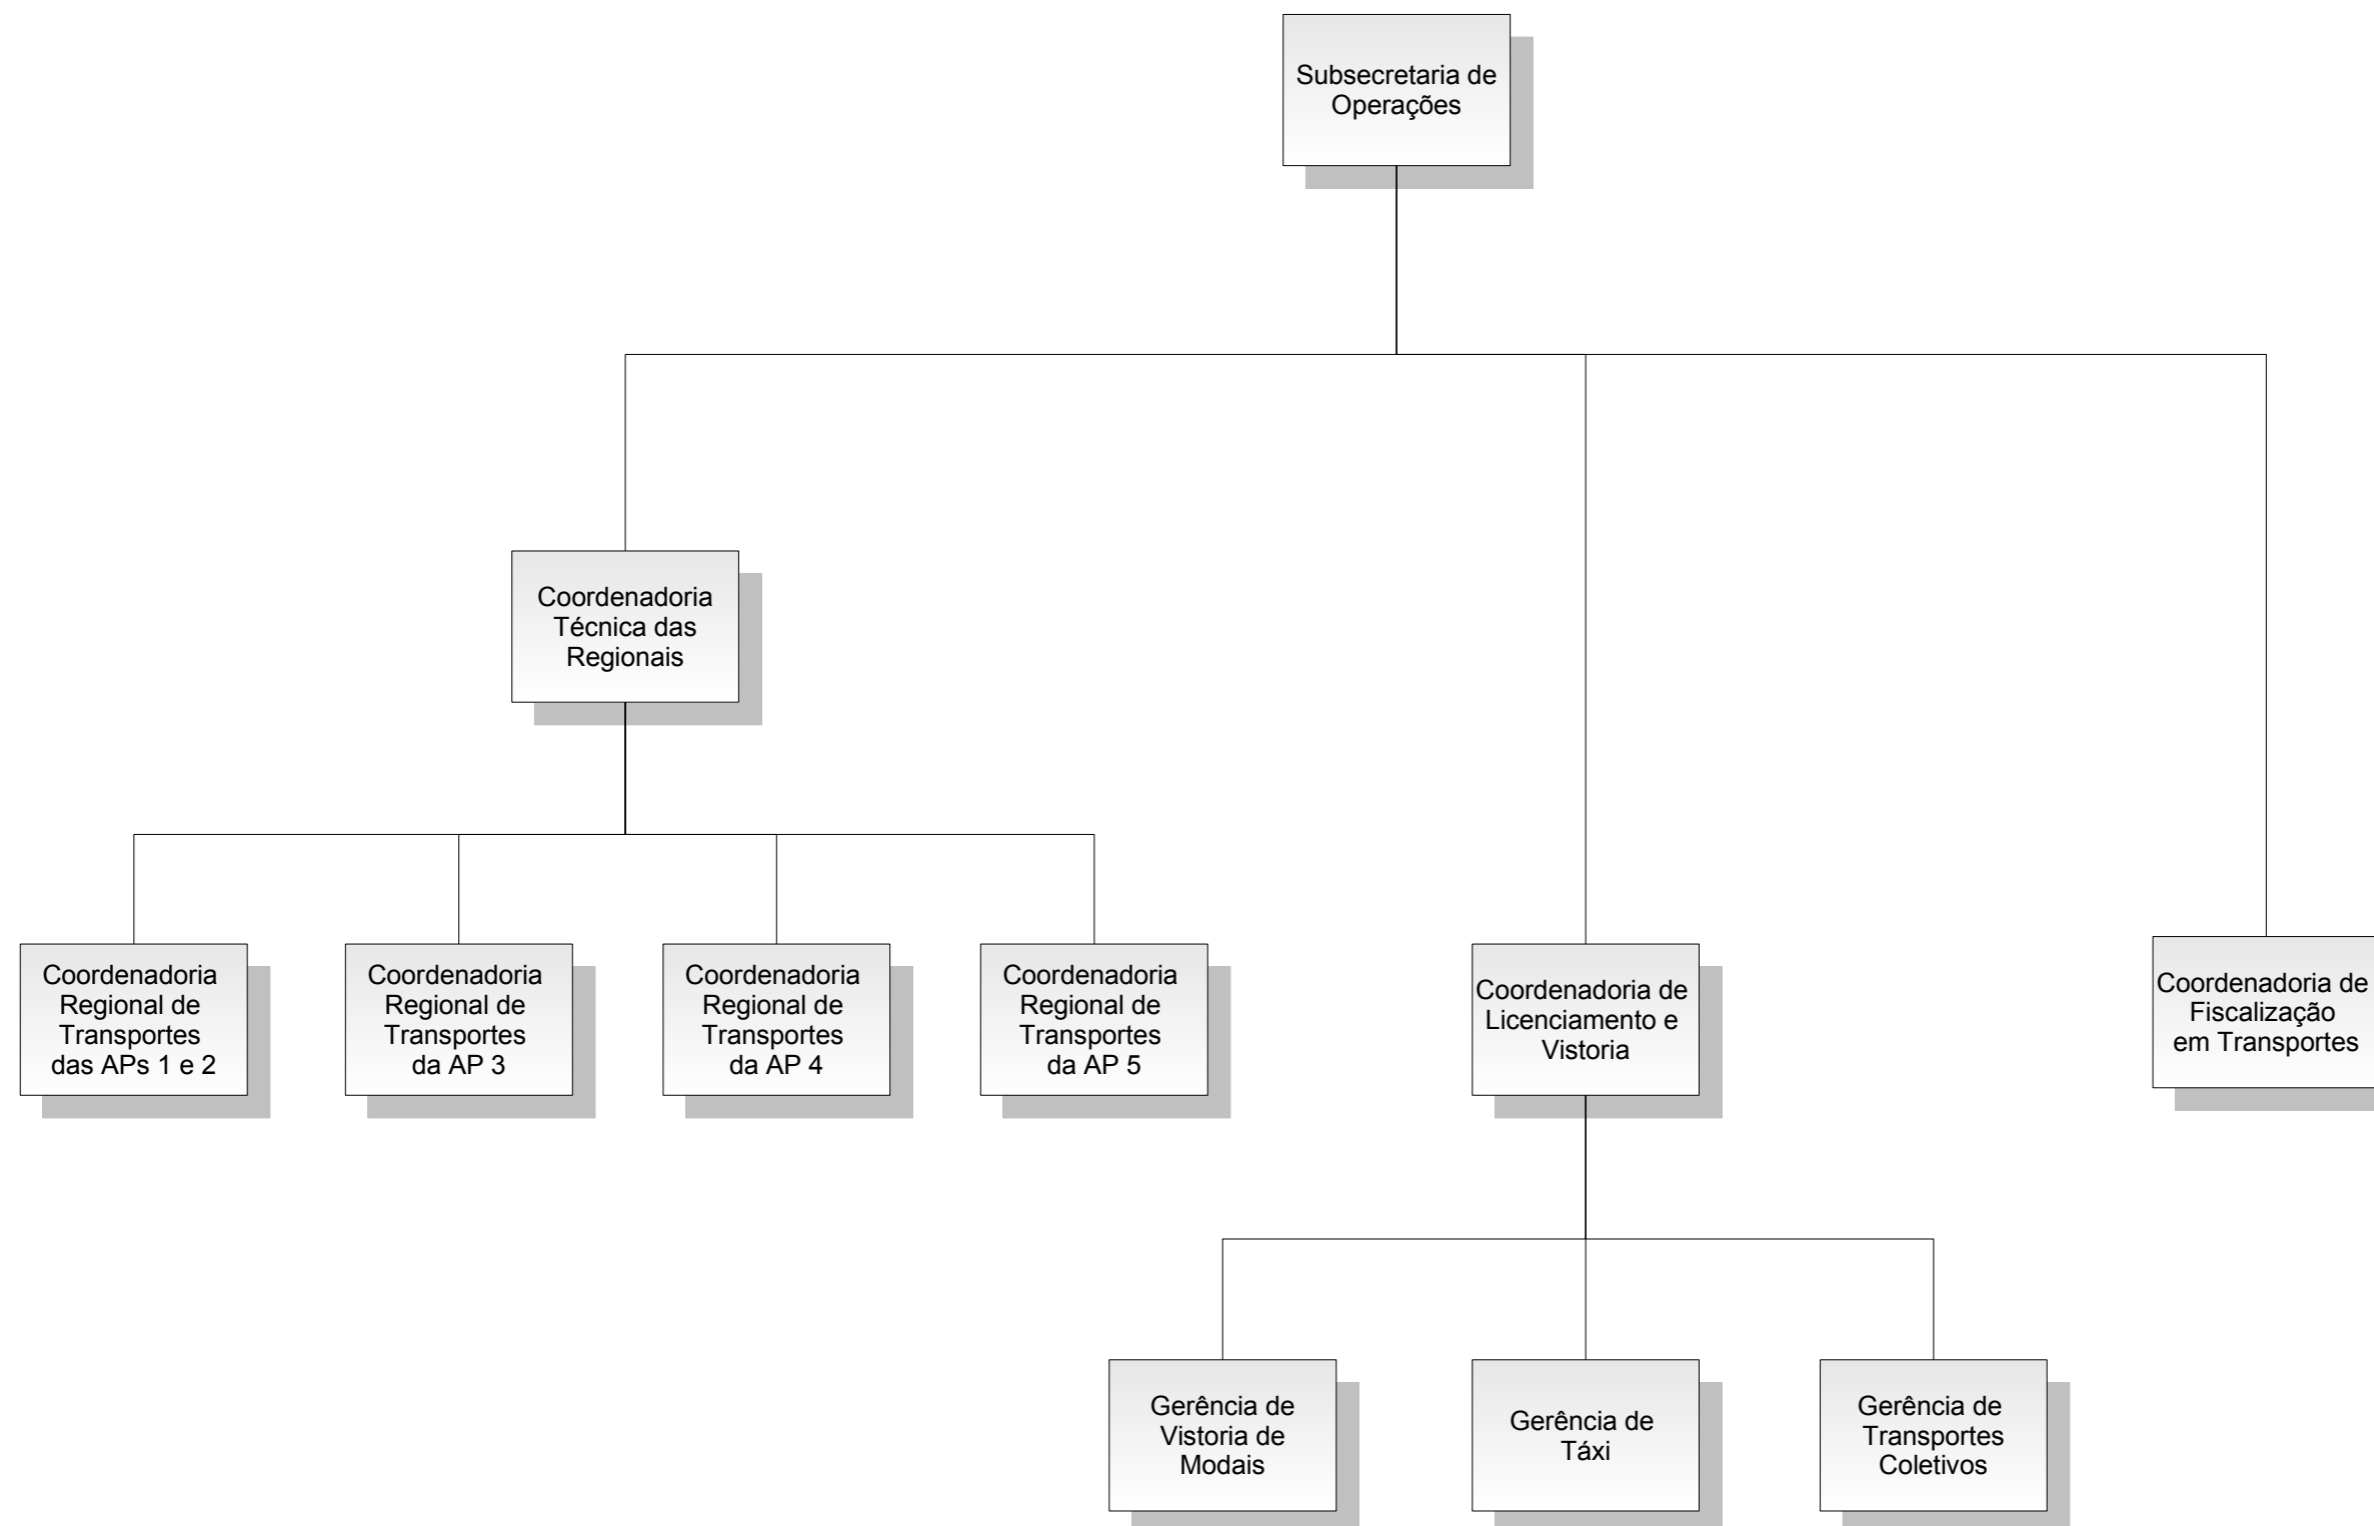 Subsecretaria de
Operações
Coordenadoria
Técnica das
Regionais
Coordenadoria
Regional de
Transportes
das APs 1 e 2
Coordenadoria
Regional de
Transportes
da AP 3
Coordenadoria
Regional de
Transportes
da AP 4
Coordenadoria
Regional de
Transportes
da AP 5
Coordenadoria de
Licenciamento e
Vistoria
Coordenadoria de
Fiscalização
em Transportes
Gerência de
Vistoria de
Modais
Gerência de
Táxi
Gerência de
Transportes
Coletivos